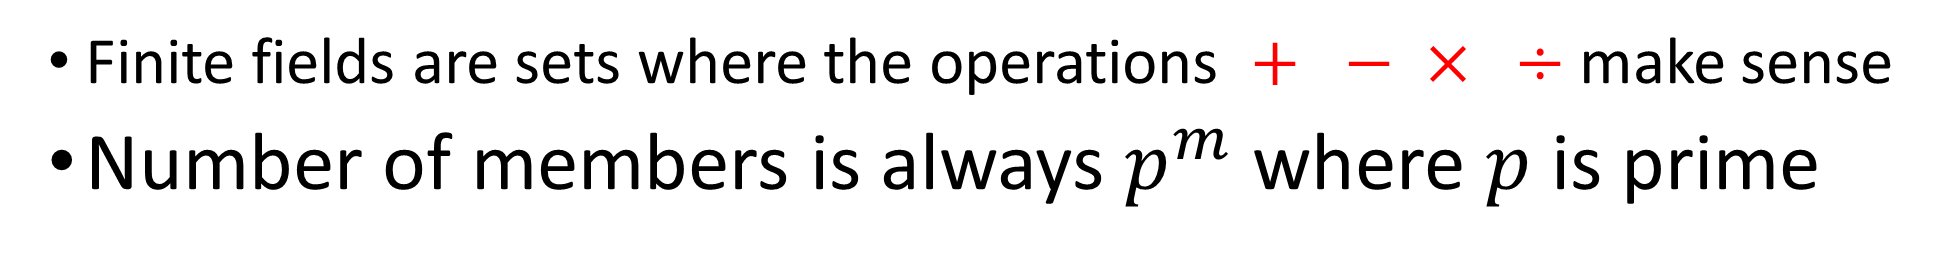 • Finite fields are sets where the operations + − × ÷ make sense
• Number of members is always $p^m$ where $p$ is prime